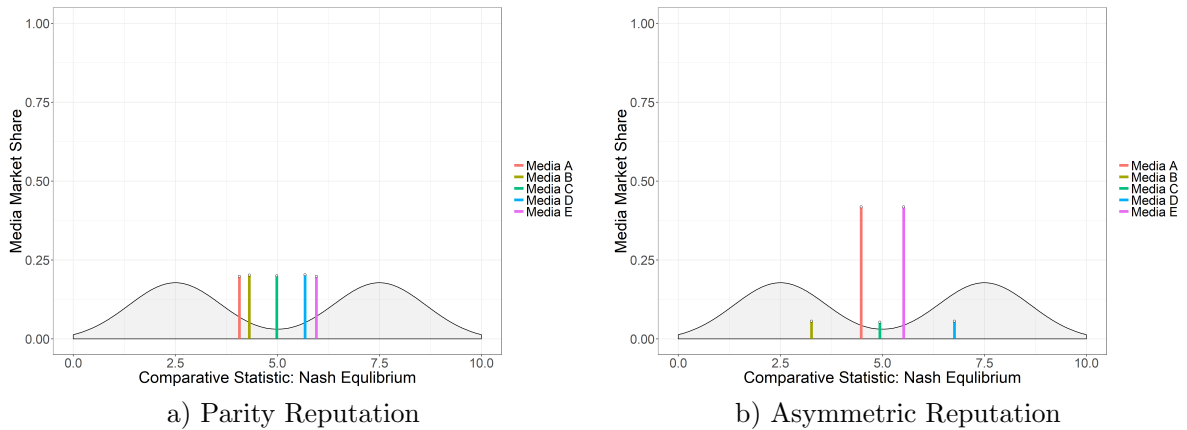 1.00
0.75
0.50
0.25
0.00
Media Market Share
0.0 2.5 5.0 7.5 10.0
Comparative Statistic: Nash Equlibrium
Media A
Media B
Media C
Media D
Media E
a) Parity Reputation
1.00
0.75
0.50
0.25
0.00
Media Market Share
0.0 2.5 5.0 7.5 10.0
Comparative Statistic: Nash Equlibrium
Media A
Media B
Media C
Media D
Media E
b) Asymmetric Reputation